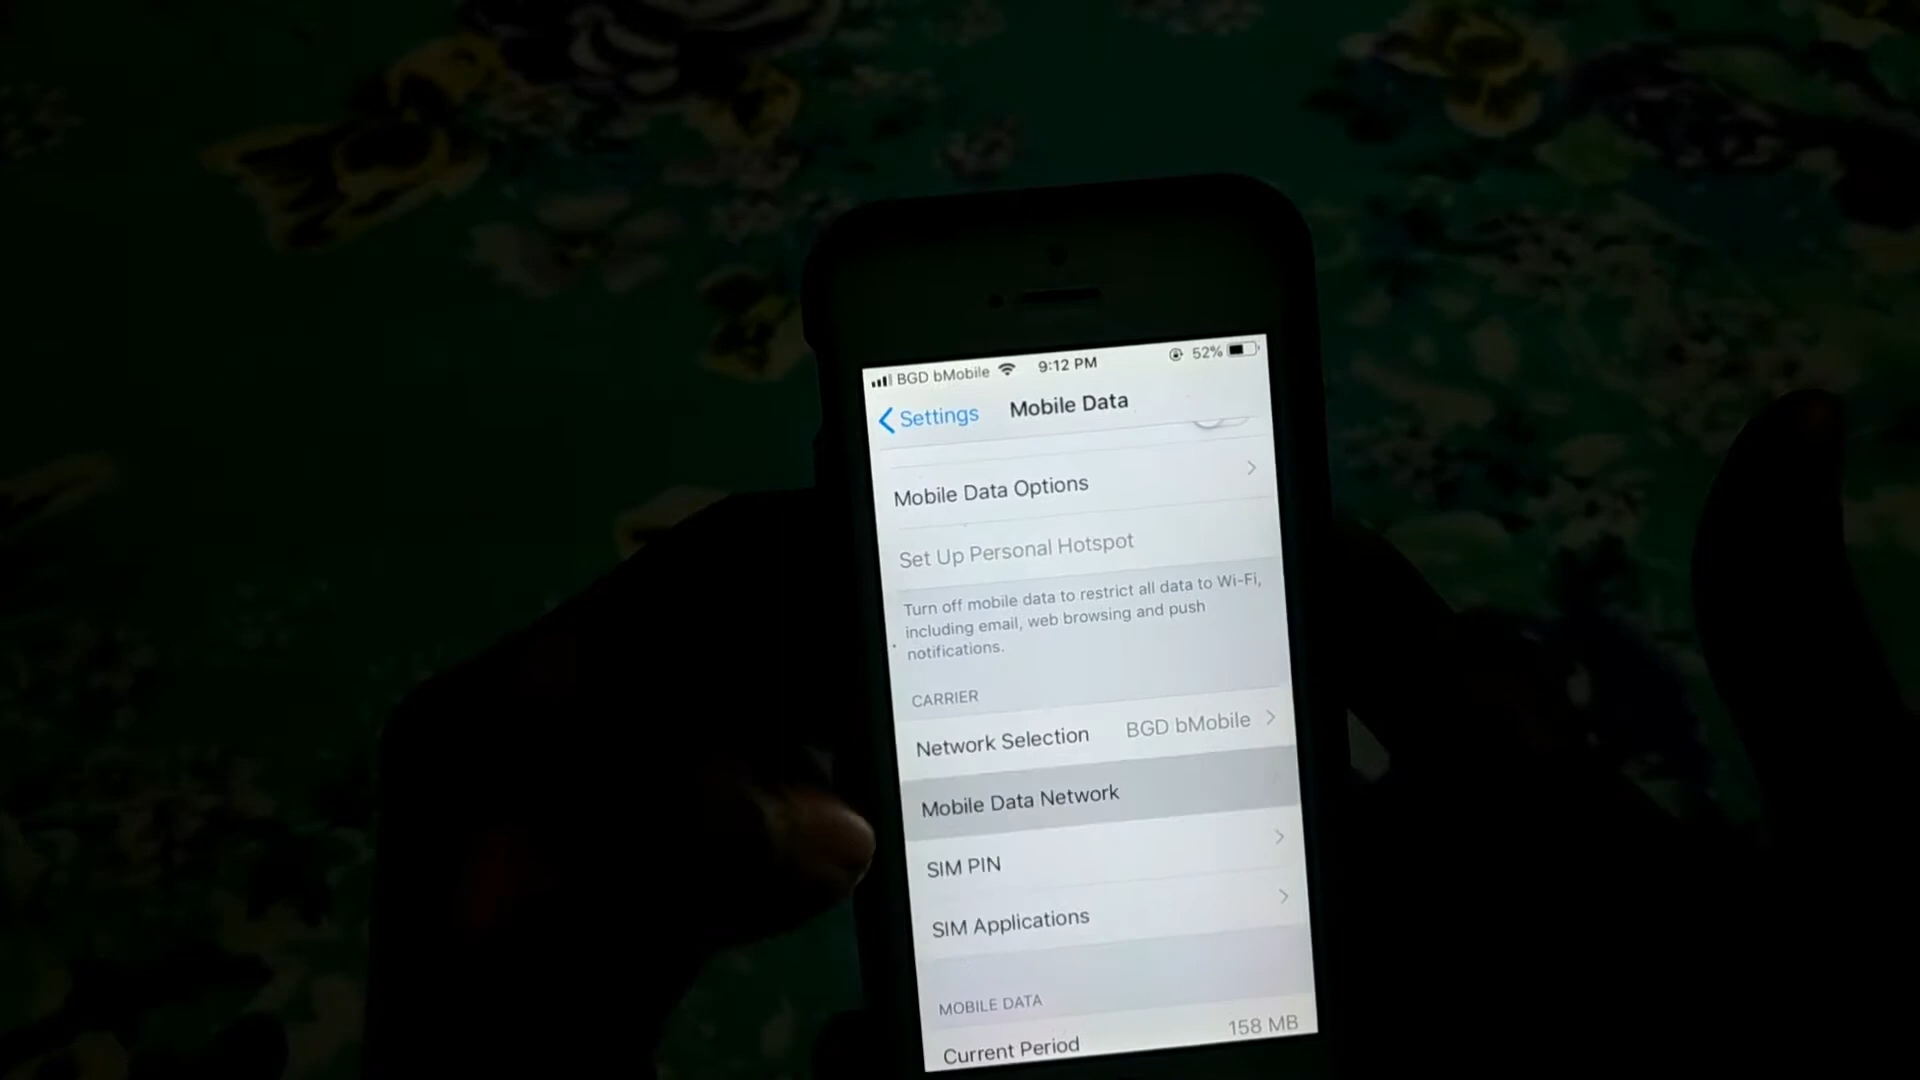 BGD bMobile 9:12 PM 52%
Settings Mobile Data
Mobile Data Options
Set Up Personal Hotspot
Turn off mobile data to restrict all data to Wi-Fi,
including email, web browsing and push
notifications.
CARRIER
Network Selection BGD bMobile
Mobile Data Network
SIM PIN
SIM Applications
MOBILE DATA
Current Period 158 MB